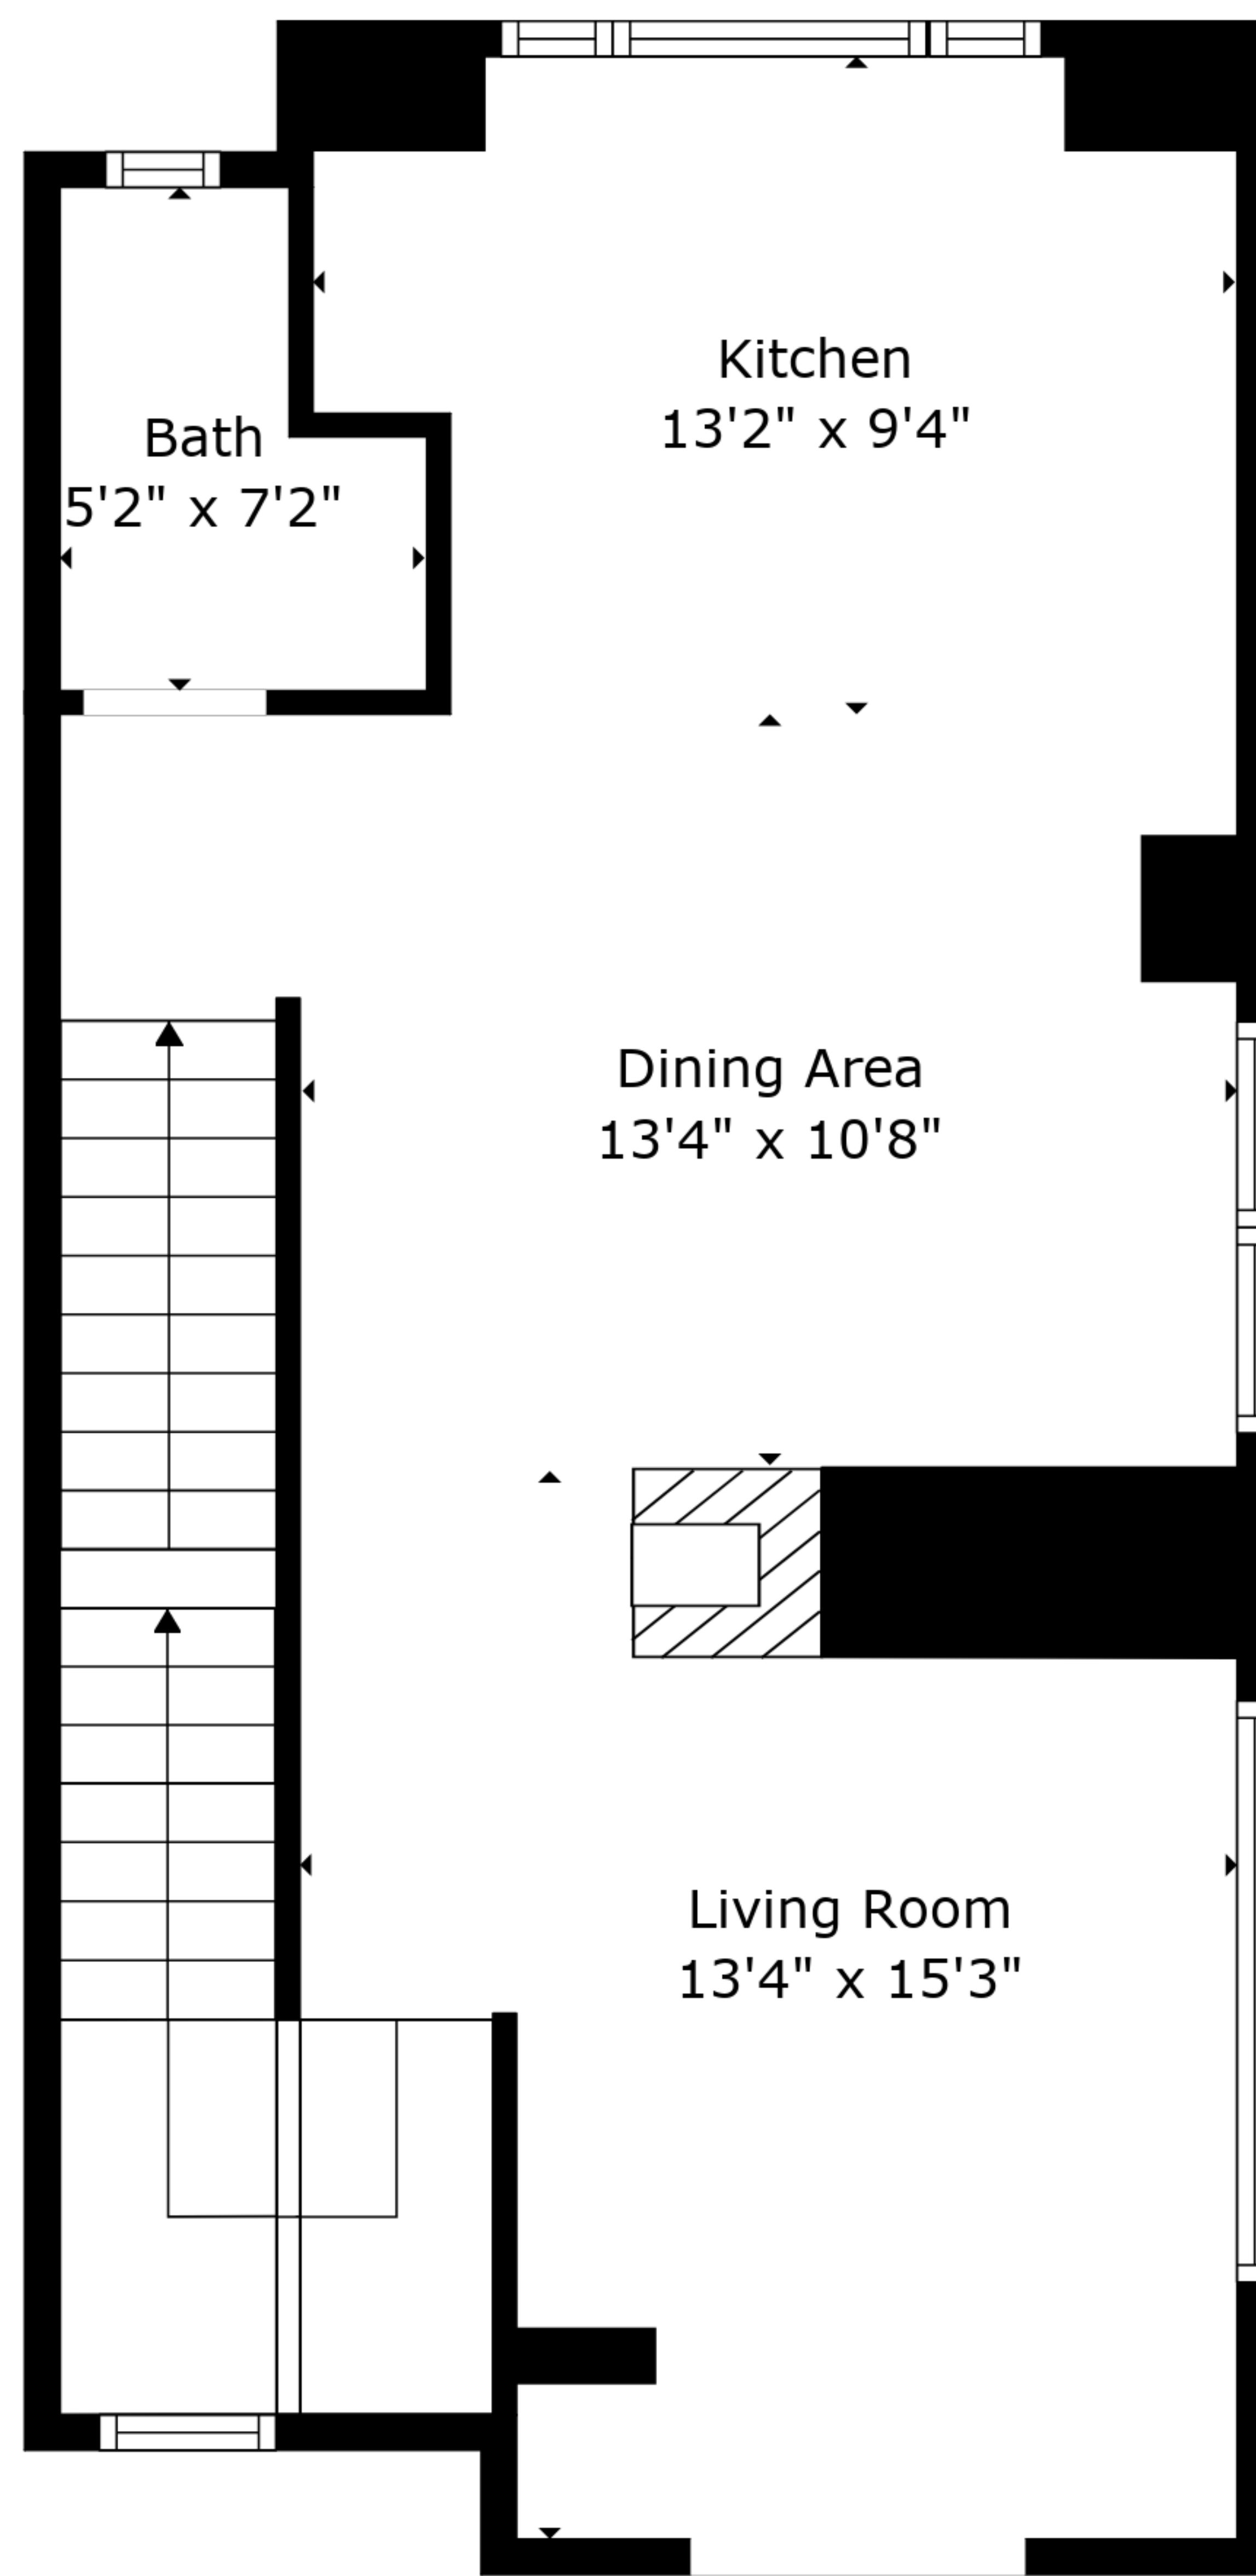 Kitchen
13'2" x 9'4"
Bath
5'2" x 7'2"
Dining Area
13'4" x 10'8"
Living Room
13'4" x 15'3"